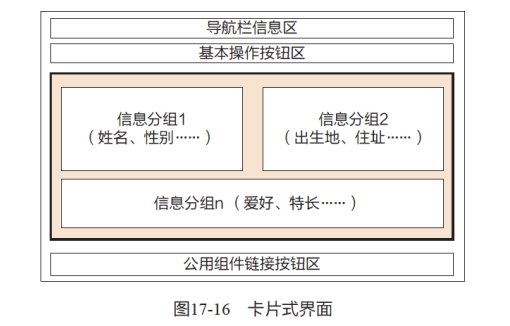 导航栏信息区
基本操作按钮区
信息分组1
（姓名、性别……）
信息分组2
（出生地、住址……）
信息分组n（爱好、特长……）
公用组件链接按钮区
图17-16　卡片式界面